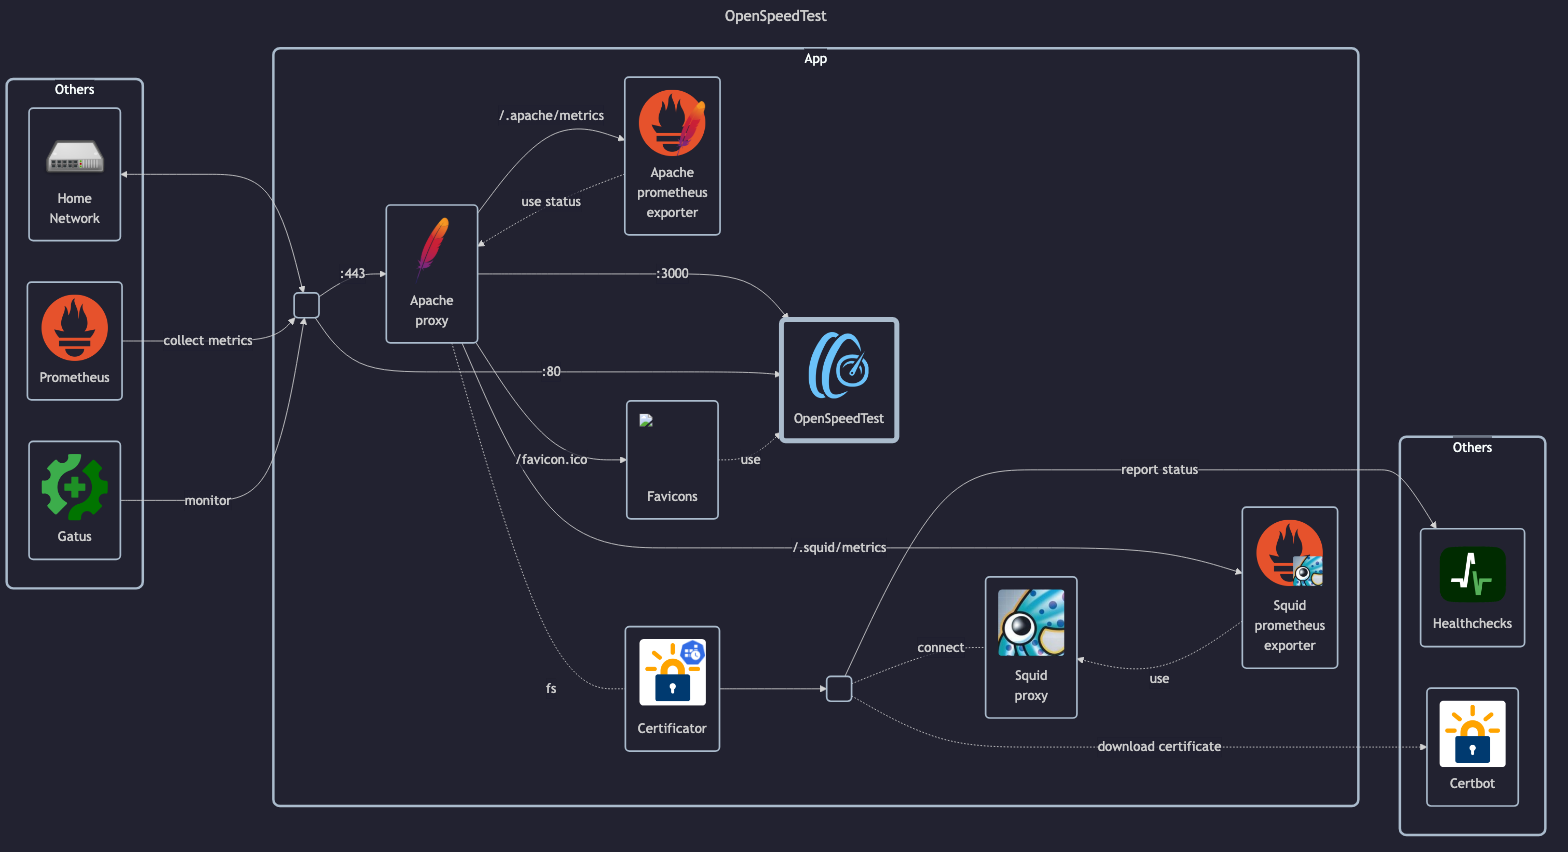 OpenSpeedTest
App
Others
Home
Network
Prometheus
Gatus
collect metrics
monitor
:443
Apache
proxy
/.apache/metrics
use status
Apache
prometheus
exporter
:3000
:80
OpenSpeedTest
/favicon.ico
Favicons
use
/.squid/metrics
fs
Certificator
connect
Squid
proxy
use
Squid
prometheus
exporter
report status
download certificate
Others
Healthchecks
Certbot